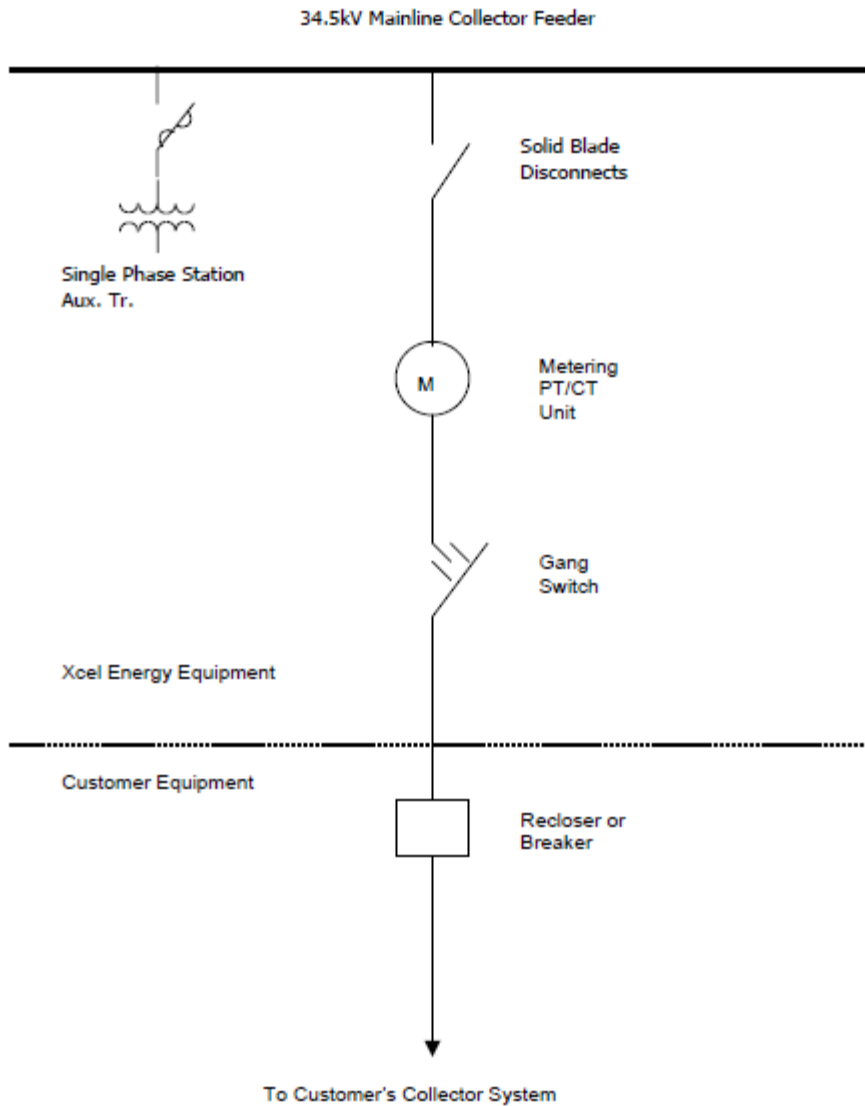 34.5kV Mainline Collector Feeder
Solid Blade
Disconnects
Single Phase Station
Aux. Tr.
M
Metering
PT/CT
Unit
Gang
Switch
Xcel Energy Equipment
Customer Equipment
Recloser or
Breaker
To Customer's Collector System